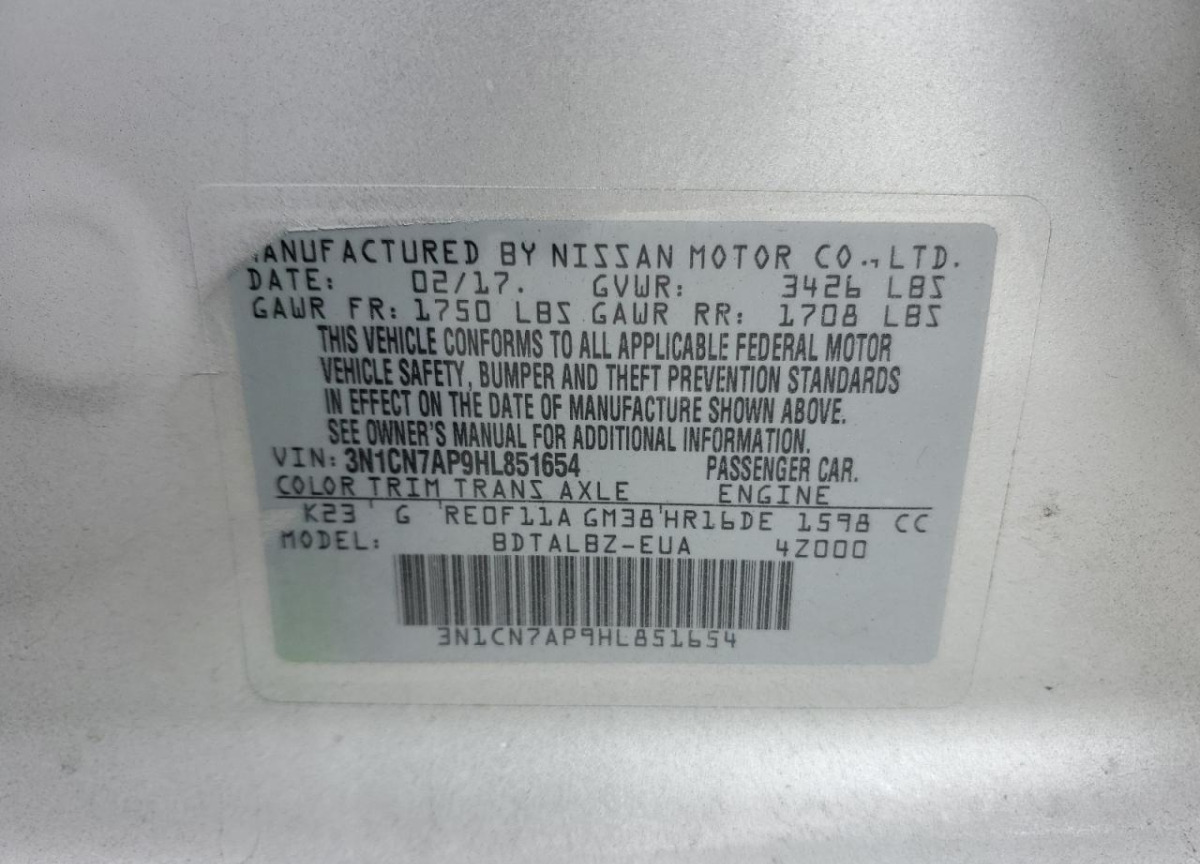 MANUFACTURED BY NISSAN MOTOR CO., LTD.
DATE: 02/17. GVWR: 3426 LBS
GAWR FR: 1750 LBS GAWR RR: 1708 LBS
THIS VEHICLE CONFORMS TO ALL APPLICABLE FEDERAL MOTOR
VEHICLE SAFETY, BUMPER AND THEFT PREVENTION STANDARDS
IN EFFECT ON THE DATE OF MANUFACTURE SHOWN ABOVE.
SEE OWNER'S MANUAL FOR ADDITIONAL INFORMATION.
VIN: 3N1CN7AP9HL851654 PASSENGER CAR.
COLOR TRIM TRANS AXLE ENGINE
K23 ' G 'RE0F11A GM38'HR16DE 1598 CC
MODEL: BDTALBZ-EUA 4Z000
3N1CN7AP9HL851654